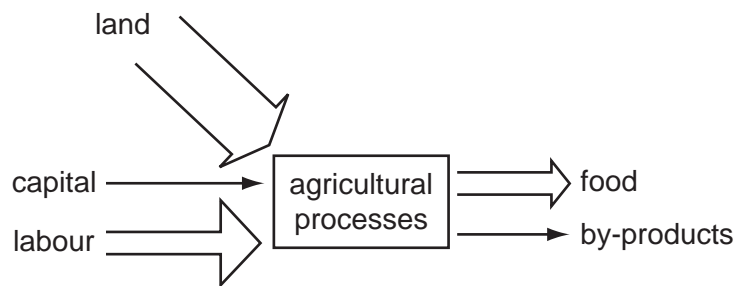 land
capital
labour
agricultural
processes
food
by-products